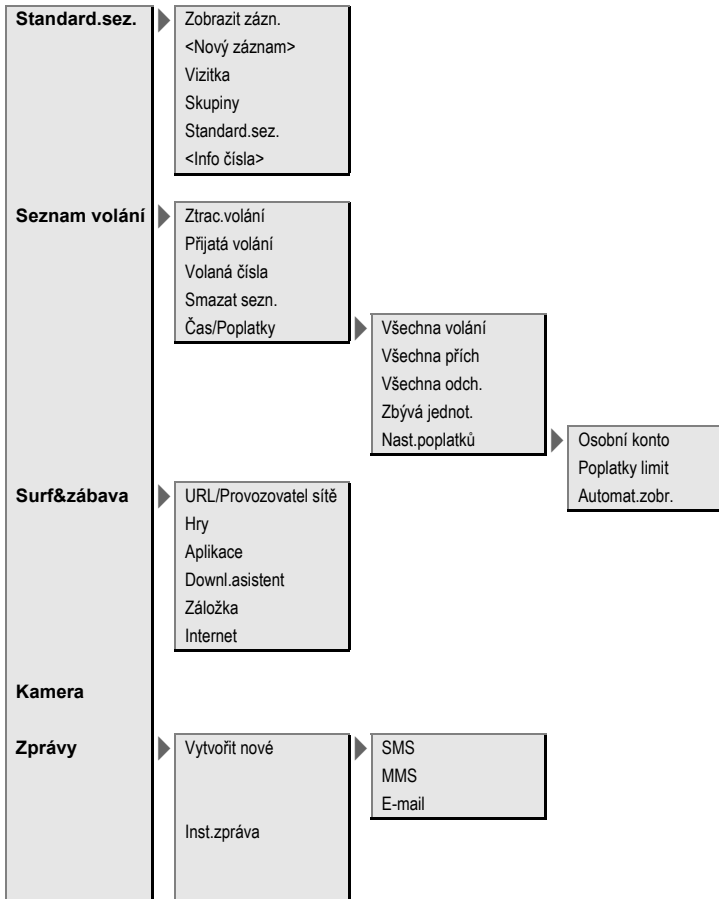 Standard.sez.
Zobrazit zázn.
<Nový záznam>
Vizitka
Skupiny
Standard.sez.
<Info čísla>
Seznam volání
Ztrac.volání
Přijatá volání
Volaná čísla
Smazat sezn.
Čas/Poplatky
Všechna volání
Všechna přích
Všechna odch.
Zbývá jednot.
Nast.poplatků
Osobní konto
Poplatky limit
Automat.zobr.
Surf&zábava
URL/Provozovatel sítě
Hry
Aplikace
Downl.asistent
Záložka
Internet
Kamera
Zprávy
Vytvořit nové
SMS
MMS
E-mail
Inst.zpráva